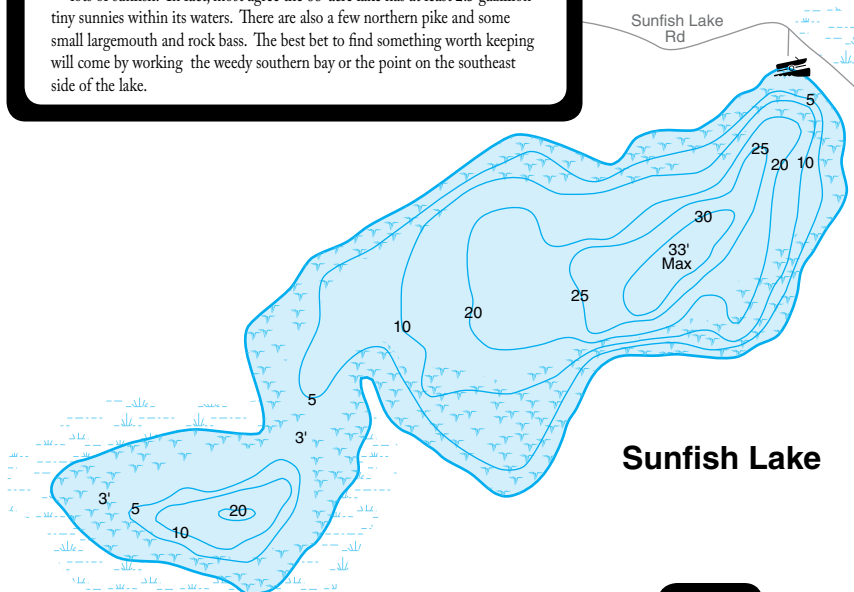 tiny sunnies within its waters. There are also a few northern pike and some
small largemouth and rock bass. The best bet to find something worth keeping
will come by working the weedy southern bay or the point on the southeast
side of the lake.
Sunfish Lake
Rd
5
25
20
10
30
33'
Max
25
20
10
5
3'
Sunfish Lake
3'
5
20
10